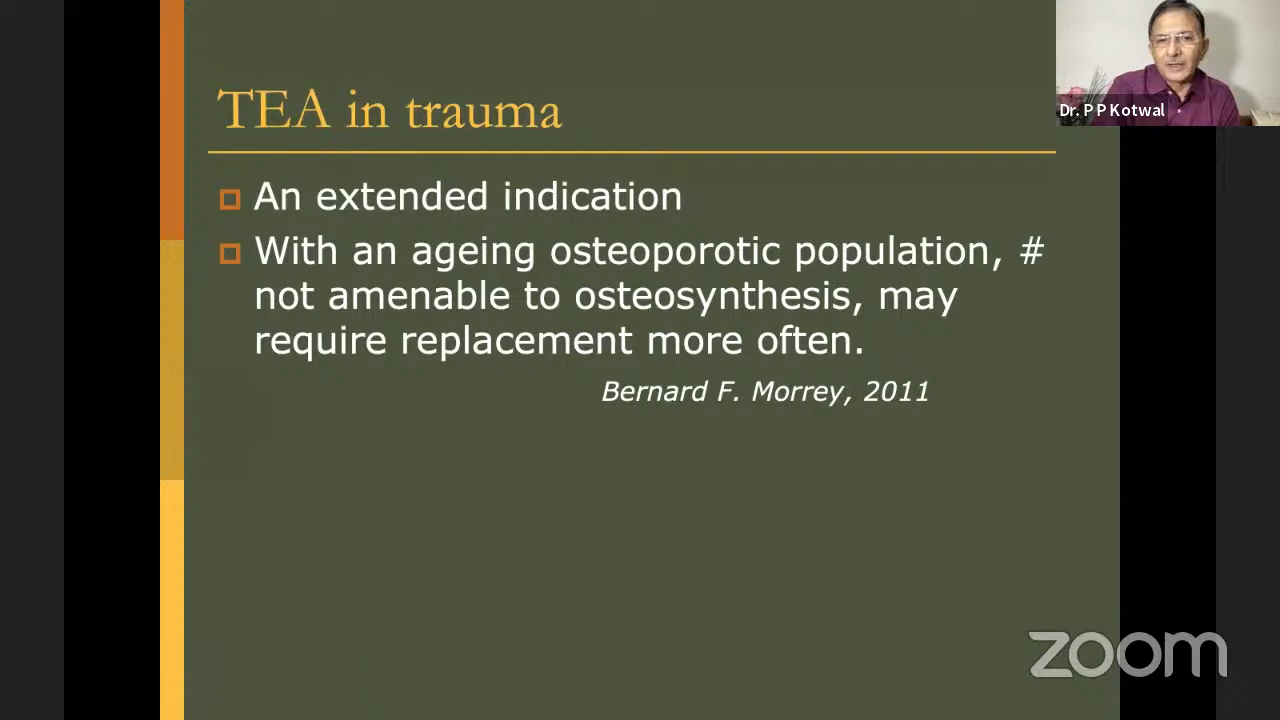 TEA in trauma
An extended indication
With an ageing osteoporotic population, #
not amenable to osteosynthesis, may
require replacement more often.
Bernard F. Morrey, 2011
Dr. P P Kotwal
zoom